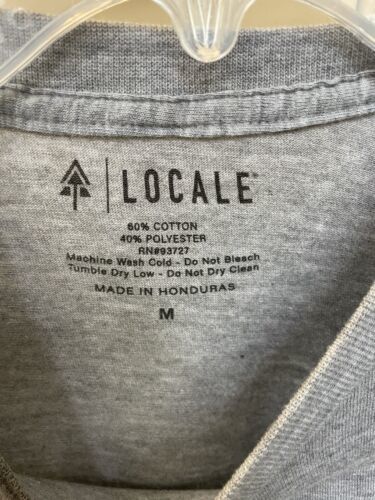 LOCALE
60% COTTON
40% POLYESTER
RN#93727
Machine Wash Cold - Do Not Bleach
Tumble Dry Low - Do Not Dry Clean
MADE IN HONDURAS
M